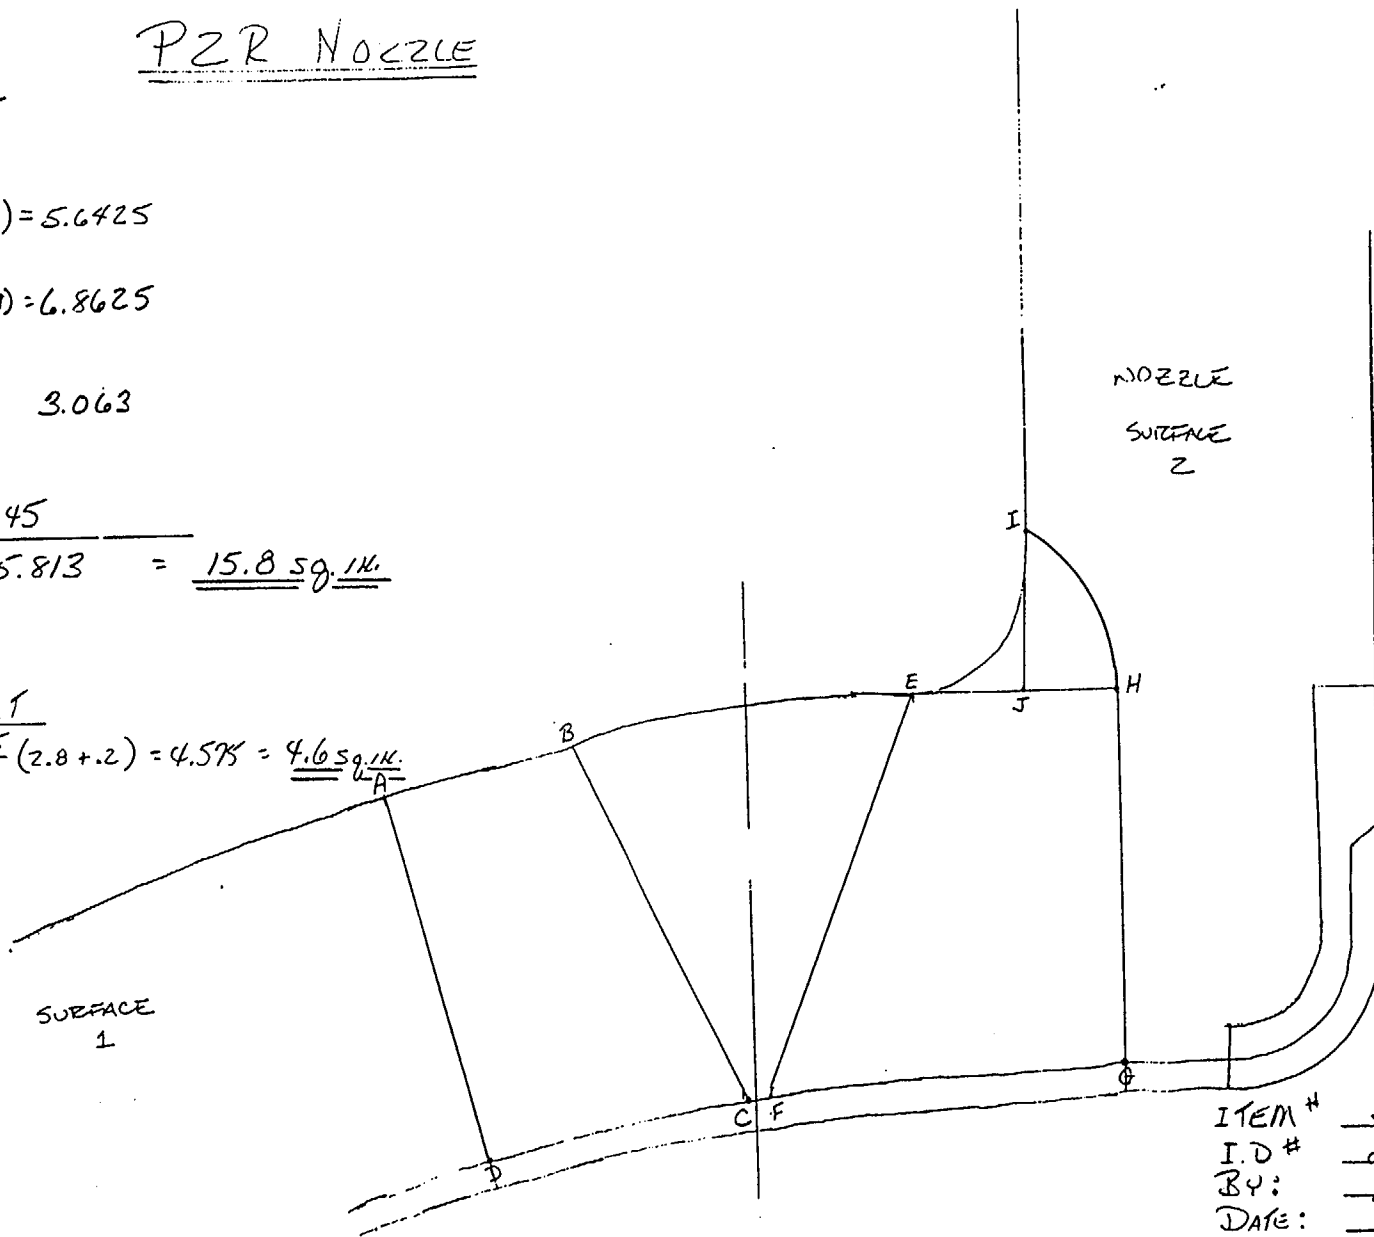 PZR NOZZLE
) = 5.6425
) = 6.8625
3.063
45
5.813 = 15.8 sq. in.
(2.8 + .2) = 4.575 = 4.6 sq. in.
NOZZLE
SURFACE
2
I
E
J
H
B
A
SURFACE
1
C F
G
D
ITEM #
I.D #
BY:
DATE: